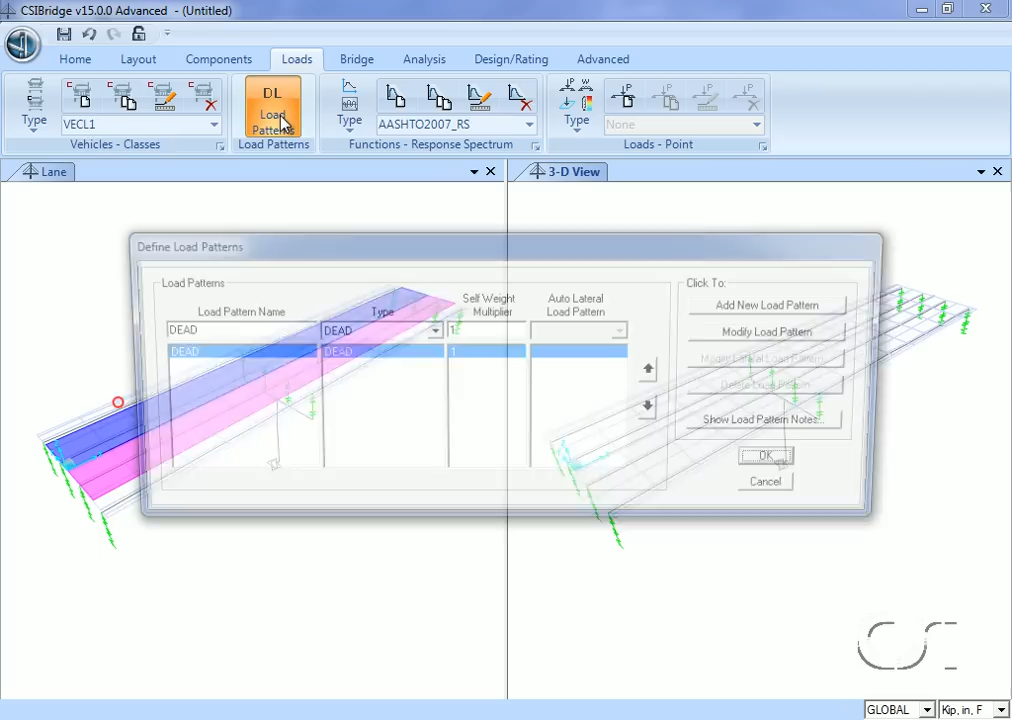 CSIBridge v15.0.0 Advanced - (Untitled)
Home Layout Components Loads Bridge Analysis Design/Rating Advanced
Type
VECL1
Vehicles - Classes
DL
Load
Patterns
Load Patterns
Type
AASHTO2007_RS
Functions - Response Spectrum
Type
None
Loads - Point
Lane
3-D View
Define Load Patterns
Load Patterns
Load Pattern Name
Type
Self Weight
Multiplier
Auto Lateral
Load Pattern
DEAD DEAD 1
DEAD DEAD 1
Click To:
Add New Load Pattern
Modify Load Pattern
Modify Lateral Load Pattern...
Delete Load Pattern
Show Load Pattern Notes...
OK
Cancel
CSI
GLOBAL
Kip, in, F